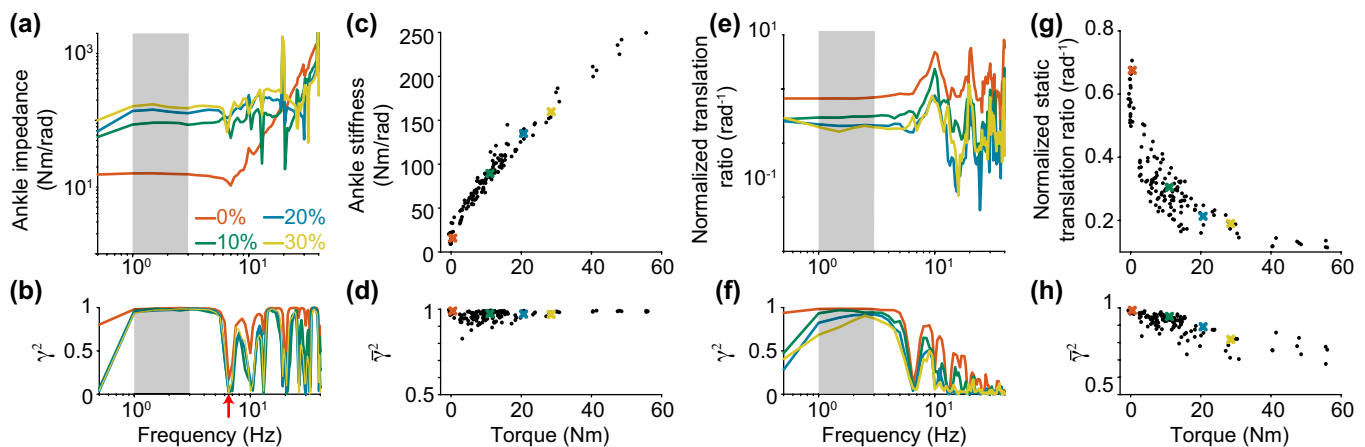 (a)
Ankle impedance
(Nm/rad)
10³
10¹
0%
20%
10%
30%
10⁰
10¹
(b)
γ²
1
0.5
0
10⁰
10¹
Frequency (Hz)
(c)
Ankle stiffness
(Nm/rad)
250
200
150
100
50
0
0
20
40
60
(d)
γ̅²
1
0.5
0
20
40
60
Torque (Nm)
(e)
Normalized translation
ratio (rad⁻¹)
10¹
10⁻¹
10⁰
10¹
(f)
γ²
1
0.5
0
10⁰
10¹
Frequency (Hz)
(g)
Normalized static
translation ratio (rad⁻¹)
0.8
0.6
0.4
0.2
0
20
40
60
(h)
γ̅²
1
0.5
0
20
40
60
Torque (Nm)